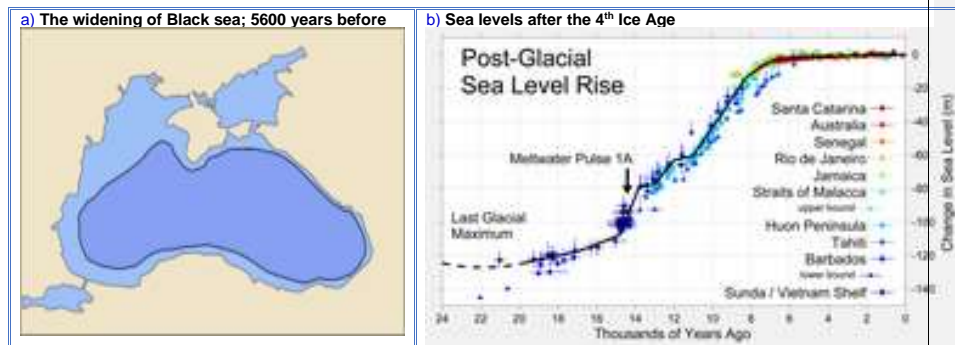 a) The widening of Black sea; 5600 years before
b) Sea levels after the 4th Ice Age
Post-Glacial
Sea Level Rise
Meltwater Pulse 1A
Last Glacial
Maximum
Santa Catarina
Australia
Senegal
Rio de Janeiro
Jamaica
Straits of Malacca
upper bound
Huon Peninsula
Tahiti
Barbados
lower bound
Sunda / Vietnam Shelf
0
-20
-40
-60
-80
-100
-120
-140
Change in Sea Level (m)
24 22 20 18 16 14 12 10 8 6 4 2 0
Thousands of Years Ago